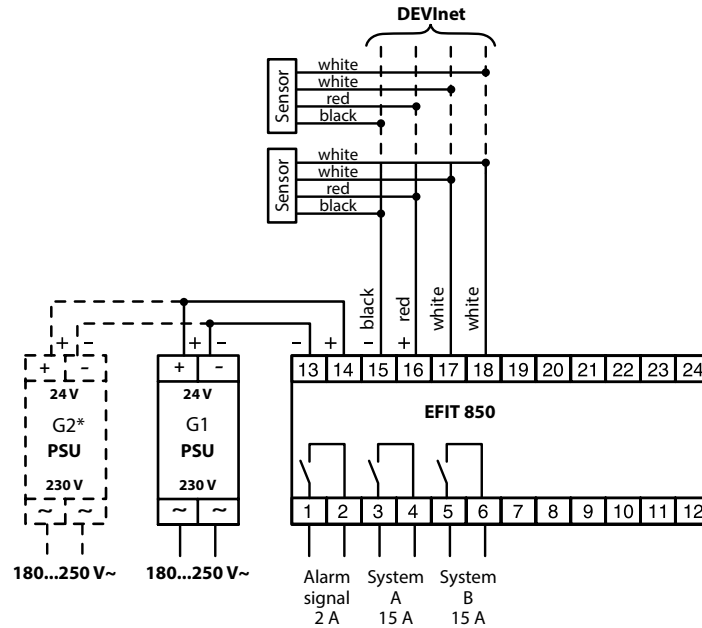 DEVInet
white
white
red
black
Sensor
white
white
red
black
Sensor
black
red
white
white
+ − + − − + − +
+ - + - 13 14 15 16 17 18 19 20 21 22 23 24
24 V 24 V
G2* G1 EFIT 850
PSU PSU
230 V 230 V
~ ~ ~ ~ 1 2 3 4 5 6 7 8 9 10 11 12
180...250 V~ 180...250 V~
Alarm System System
signal A B
2 A 15 A 15 A